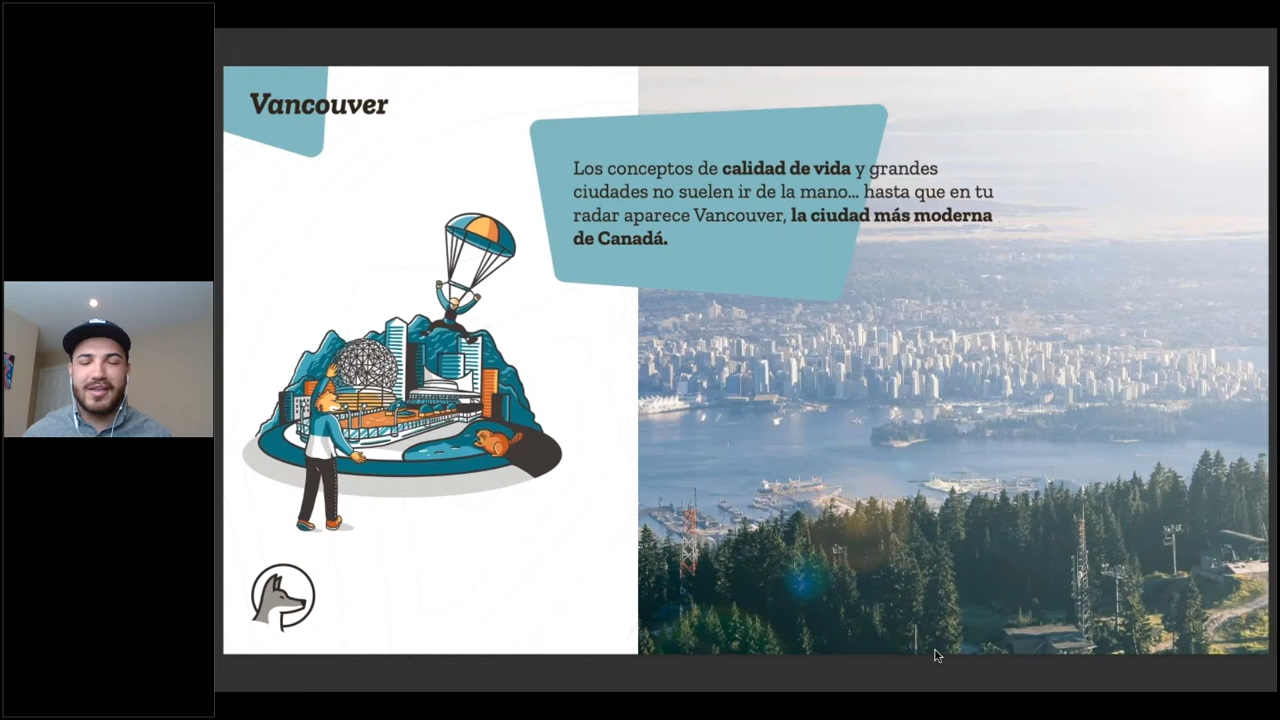 Vancouver
Los conceptos de calidad de vida y grandes
ciudades no suelen ir de la mano... hasta que en tu
radar aparece Vancouver, la ciudad más moderna
de Canadá.